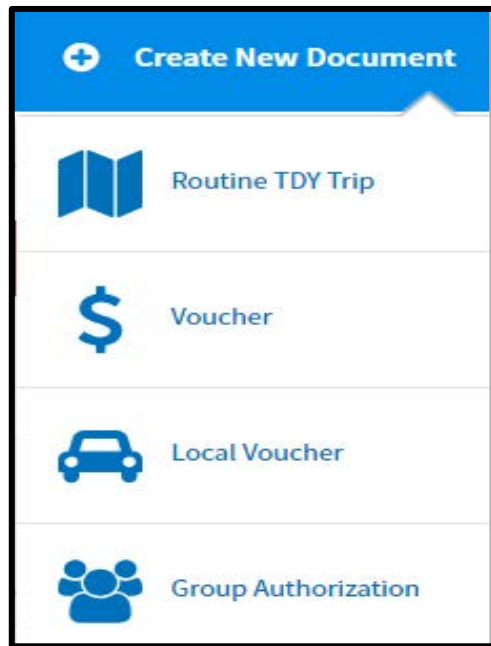 Create New Document
Routine TDY Trip
Voucher
Local Voucher
Group Authorization